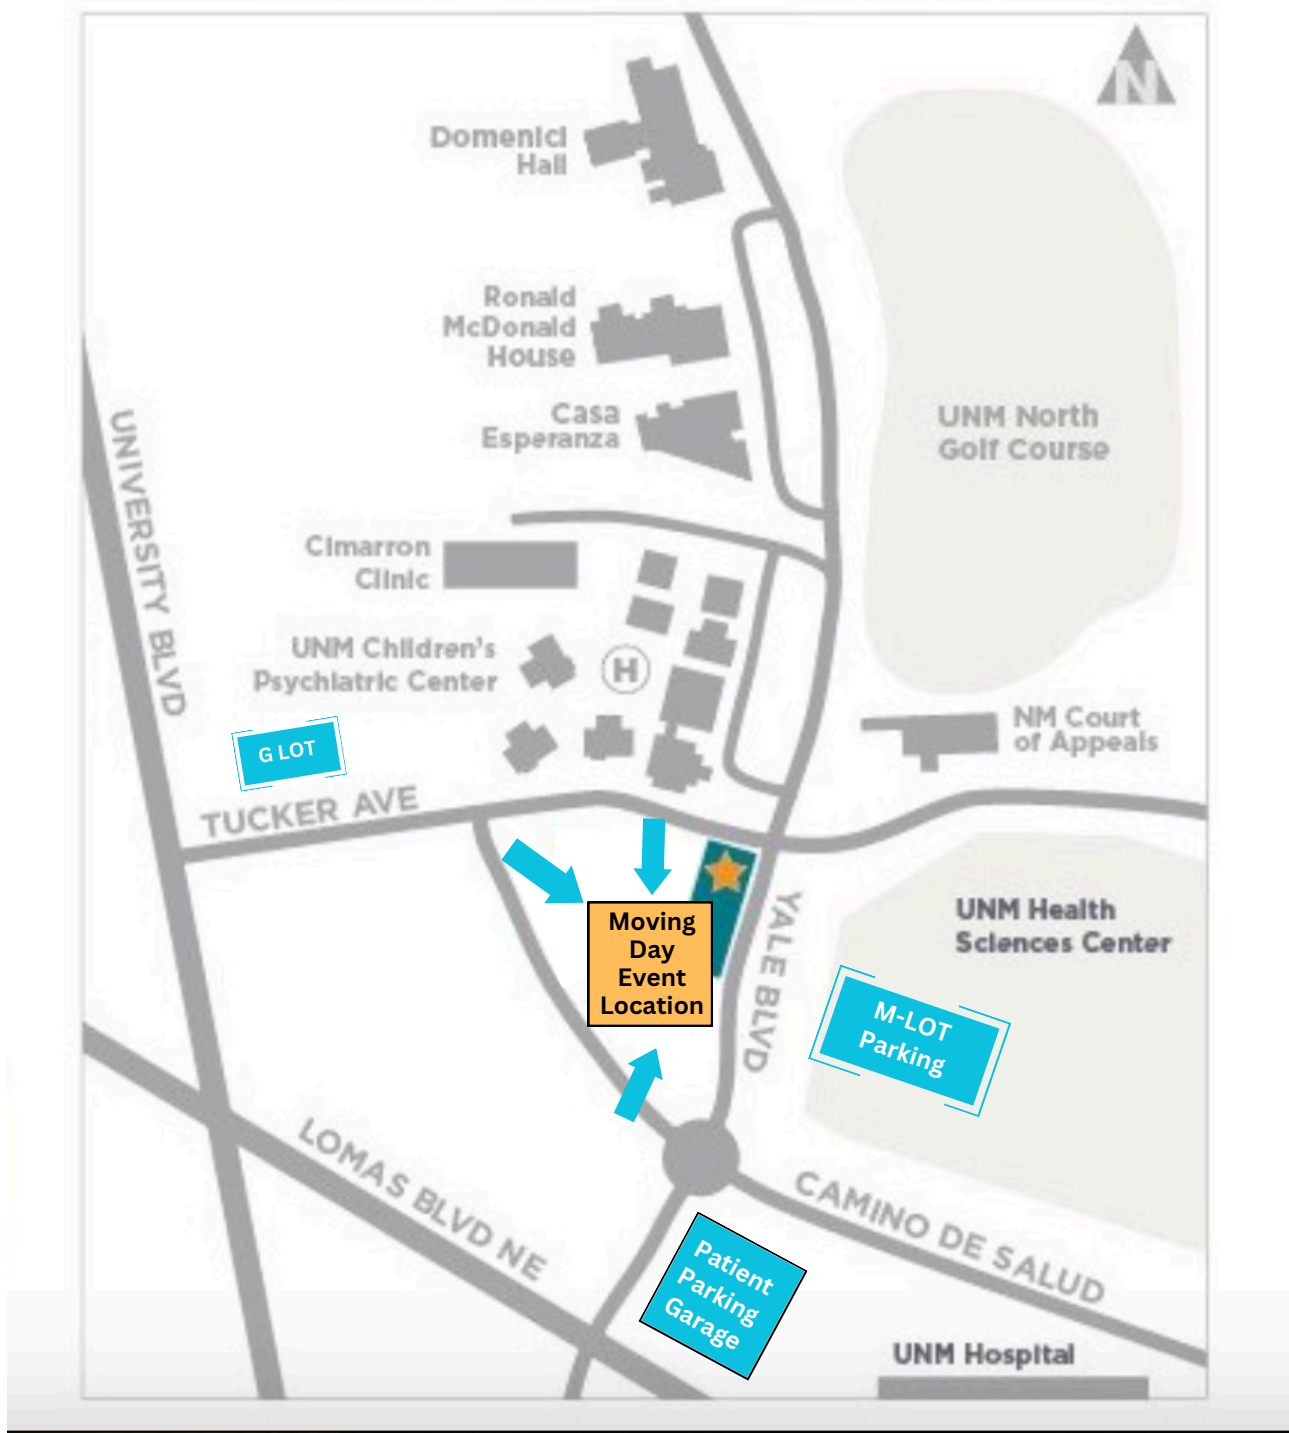 N
Domenici
Hall
Ronald
McDonald
House
Casa
Esperanza
UNM North
Golf Course
UNIVERSITY BLVD
Cimarron
Clinic
UNM Children's
Psychiatric Center
H
G LOT
NM Court
of Appeals
TUCKER AVE
Moving
Day
Event
Location
YALE BLVD
UNM Health
Sciences Center
M-LOT
Parking
LOMAS BLVD NE
CAMINO DE SALUD
Patient
Parking
Garage
UNM Hospital